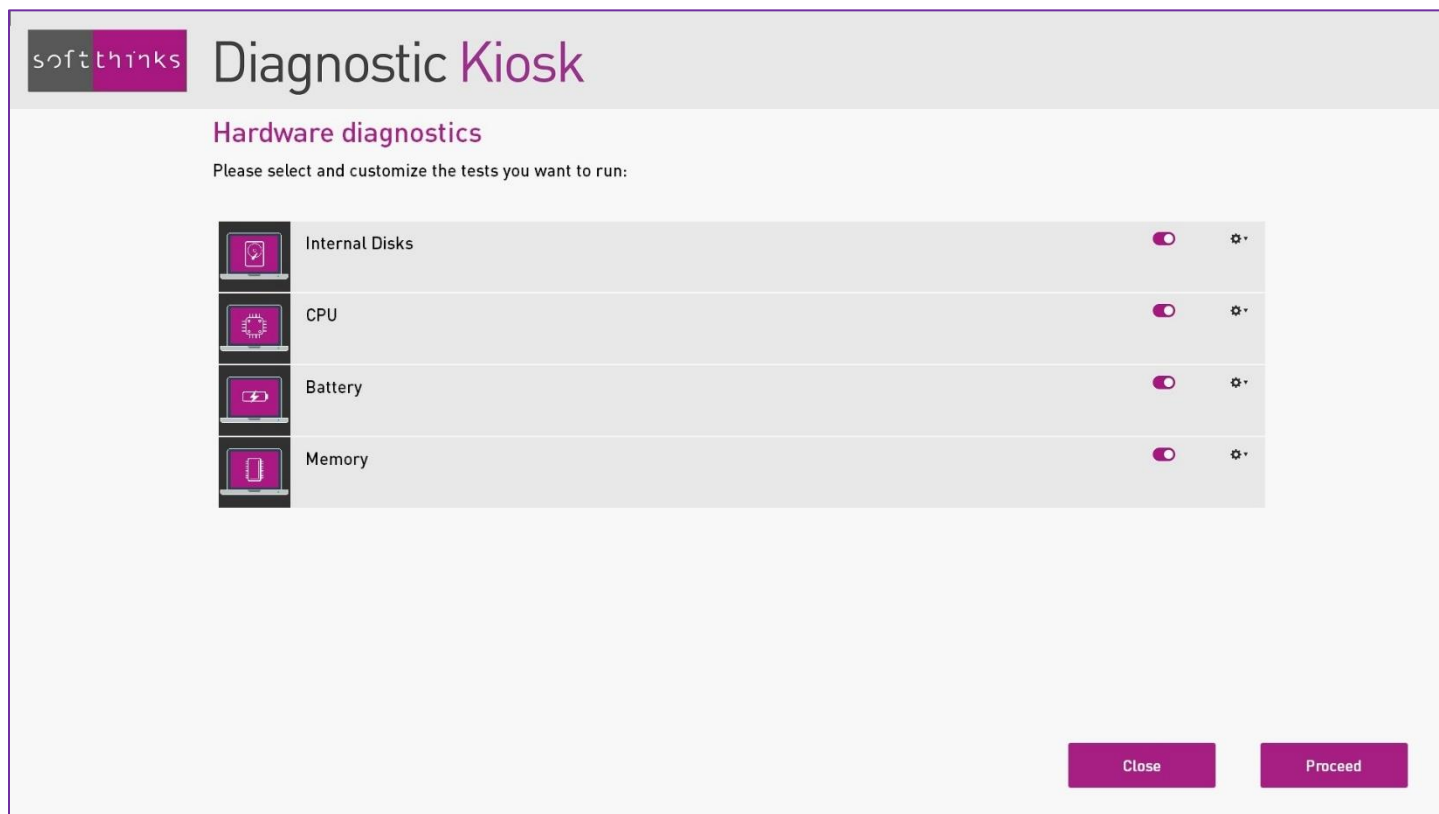 softthinks
Diagnostic Kiosk
Hardware diagnostics
Please select and customize the tests you want to run:
Internal Disks
CPU
Battery
Memory
Close
Proceed